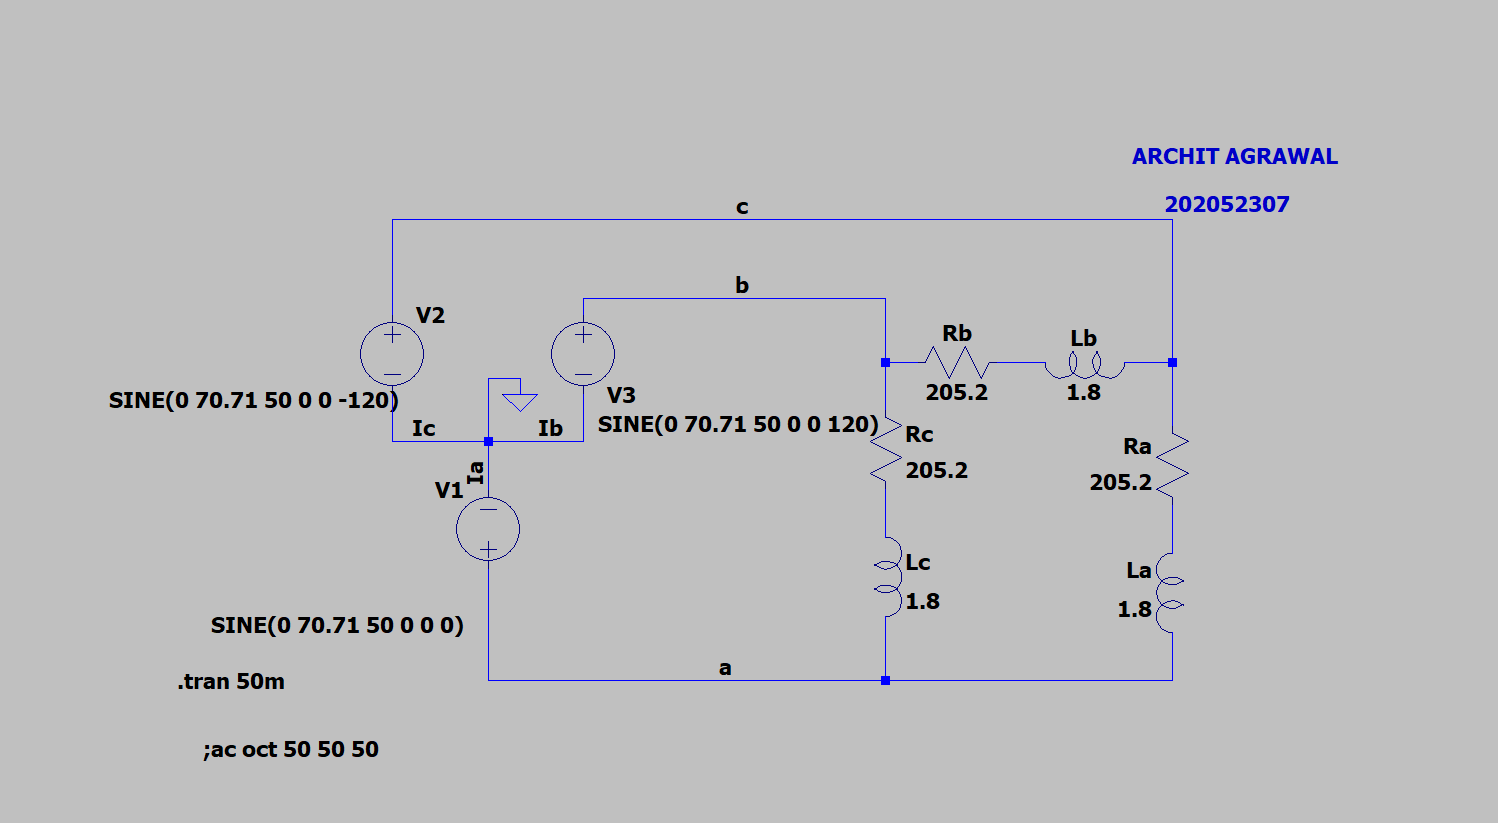 ARCHIT AGRAWAL
202052307
c
b
V2
Rb
Lb
205.2
1.8
SINE(0 70.71 50 0 0 -120)
V3
SINE(0 70.71 50 0 0 120)
Ic
Ib
Rc
205.2
Ra
205.2
Ia
V1
Lc
1.8
La
1.8
SINE(0 70.71 50 0 0 0)
a
.tran 50m
;ac oct 50 50 50